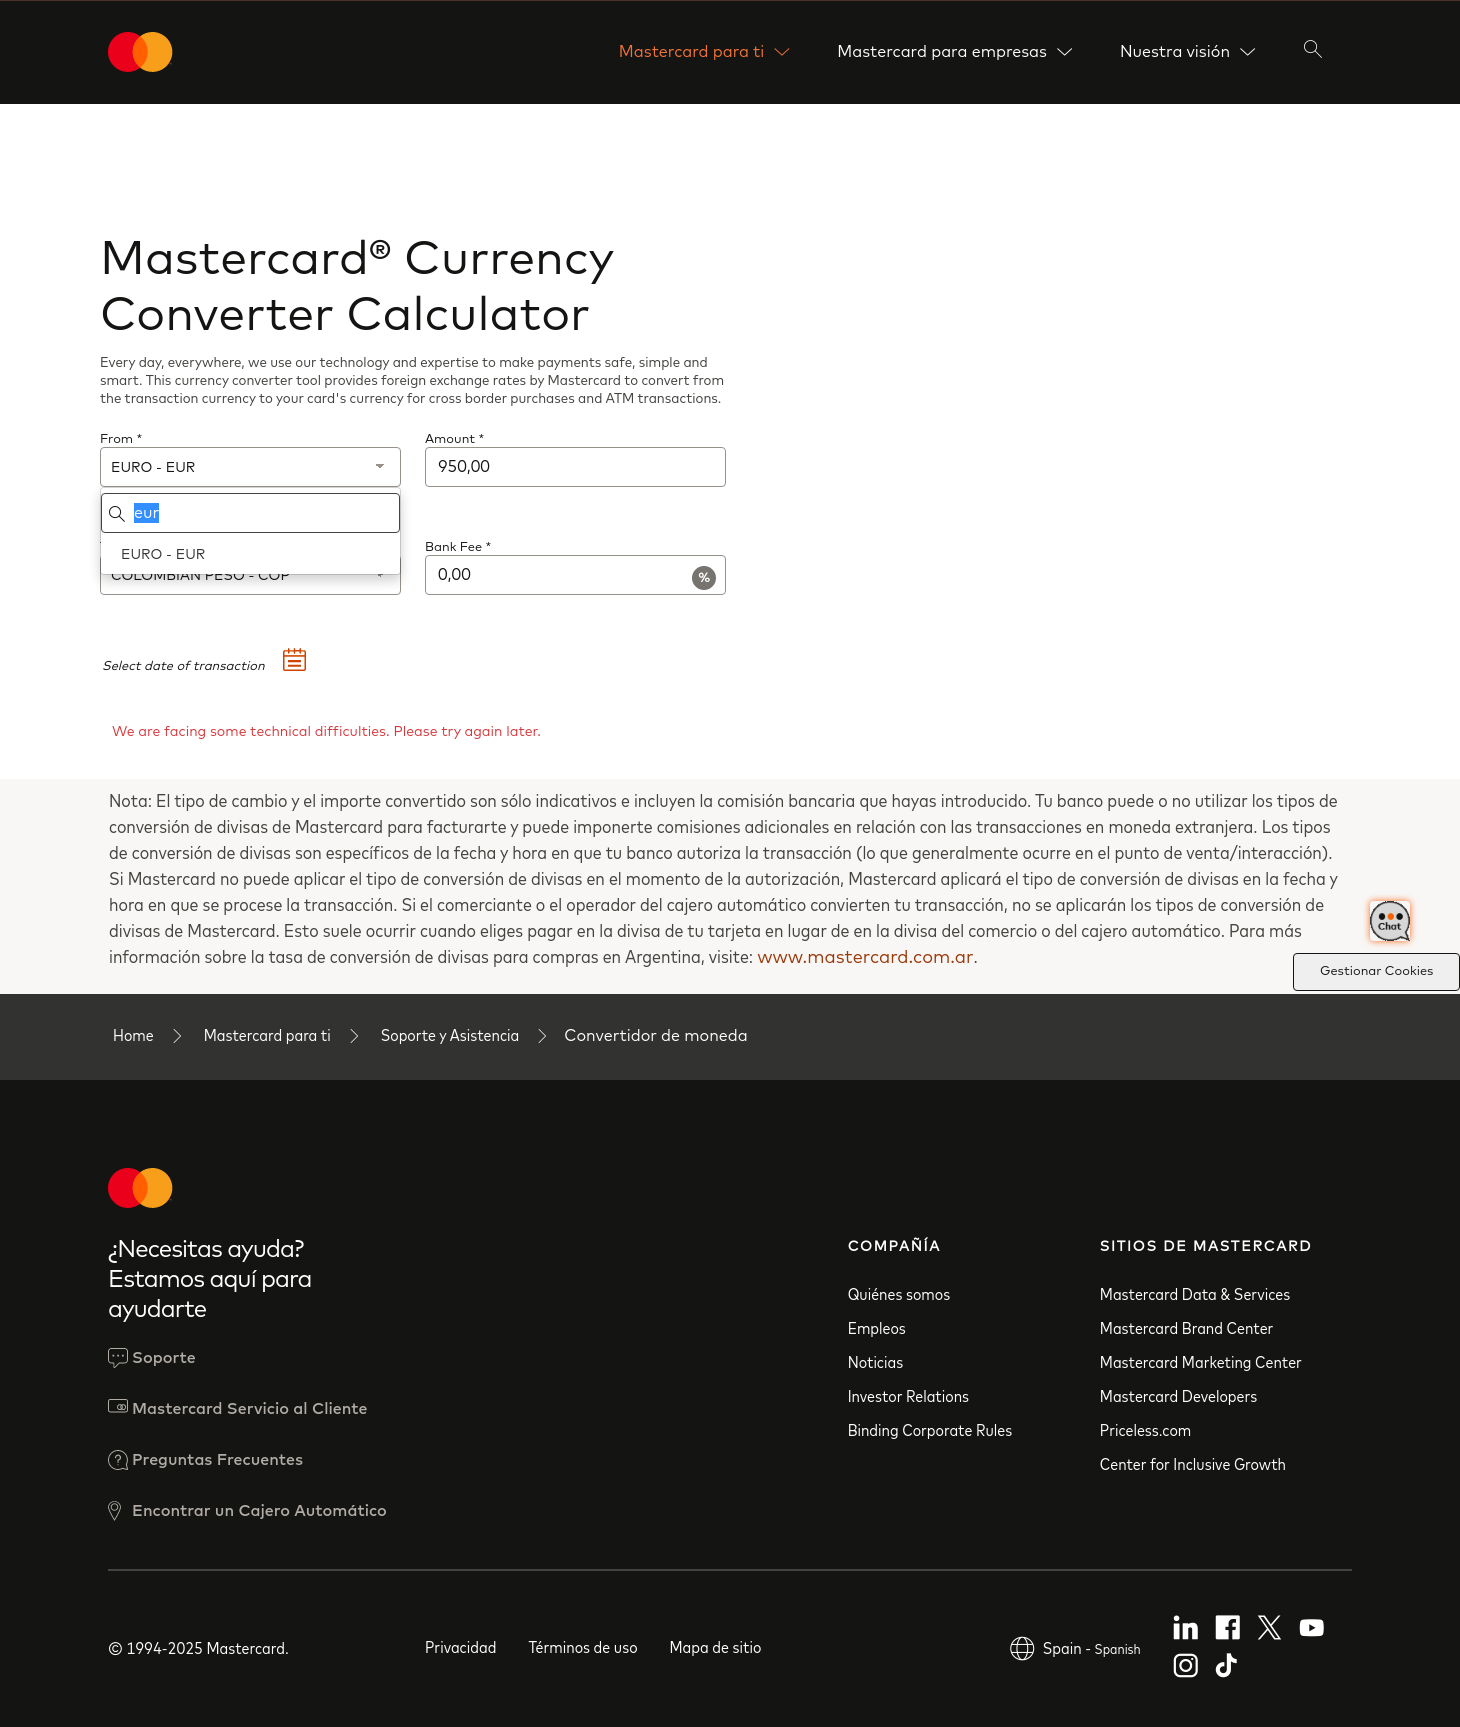 Mastercard para ti
Mastercard para empresas
Nuestra visión
Mastercard® Currency
Converter Calculator
Every day, everywhere, we use our technology and expertise to make payments safe, simple and
smart. This currency converter tool provides foreign exchange rates by Mastercard to convert from
the transaction currency to your card's currency for cross border purchases and ATM transactions.
From *
Amount *
EURO - EUR
950,00
eur
EURO - EUR
Bank Fee *
COLOMBIAN PESO - COP
0,00
%
Select date of transaction
We are facing some technical difficulties. Please try again later.
Nota: El tipo de cambio y el importe convertido son sólo indicativos e incluyen la comisión bancaria que hayas introducido. Tu banco puede o no utilizar los tipos de
conversión de divisas de Mastercard para facturarte y puede imponerte comisiones adicionales en relación con las transacciones en moneda extranjera. Los tipos
de conversión de divisas son específicos de la fecha y hora en que tu banco autoriza la transacción (lo que generalmente ocurre en el punto de venta/interacción).
Si Mastercard no puede aplicar el tipo de conversión de divisas en el momento de la autorización, Mastercard aplicará el tipo de conversión de divisas en la fecha y
hora en que se procese la transacción. Si el comerciante o el operador del cajero automático convierten tu transacción, no se aplicarán los tipos de conversión de
divisas de Mastercard. Esto suele ocurrir cuando eliges pagar en la divisa de tu tarjeta en lugar de en la divisa del comercio o del cajero automático. Para más
información sobre la tasa de conversión de divisas para compras en Argentina, visite: www.mastercard.com.ar.
Chat
Gestionar Cookies
Home
Mastercard para ti
Soporte y Asistencia
Convertidor de moneda
¿Necesitas ayuda?
Estamos aquí para
ayudarte
Soporte
Mastercard Servicio al Cliente
Preguntas Frecuentes
Encontrar un Cajero Automático
COMPAÑÍA
Quiénes somos
Empleos
Noticias
Investor Relations
Binding Corporate Rules
SITIOS DE MASTERCARD
Mastercard Data & Services
Mastercard Brand Center
Mastercard Marketing Center
Mastercard Developers
Priceless.com
Center for Inclusive Growth
© 1994-2025 Mastercard.
Privacidad
Términos de uso
Mapa de sitio
Spain - Spanish